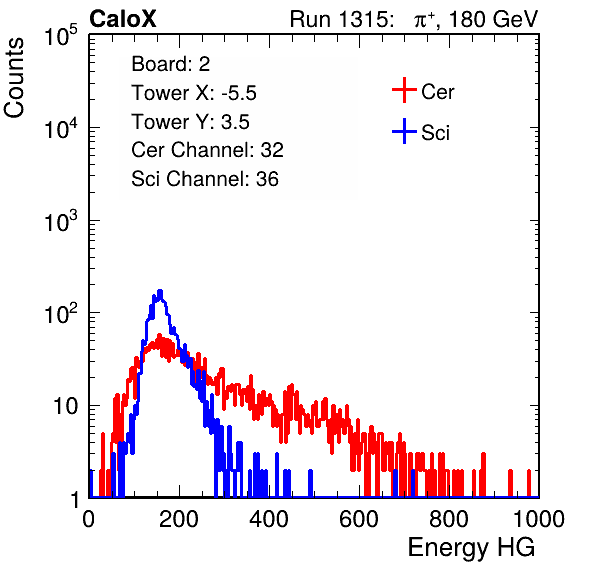 CaloX Run 1315: π⁺, 180 GeV
Counts
10⁵
10⁴
10³
10²
10
1
Board: 2
Tower X: -5.5
Tower Y: 3.5
Cer Channel: 32
Sci Channel: 36
Cer
Sci
0 200 400 600 800 1000
Energy HG